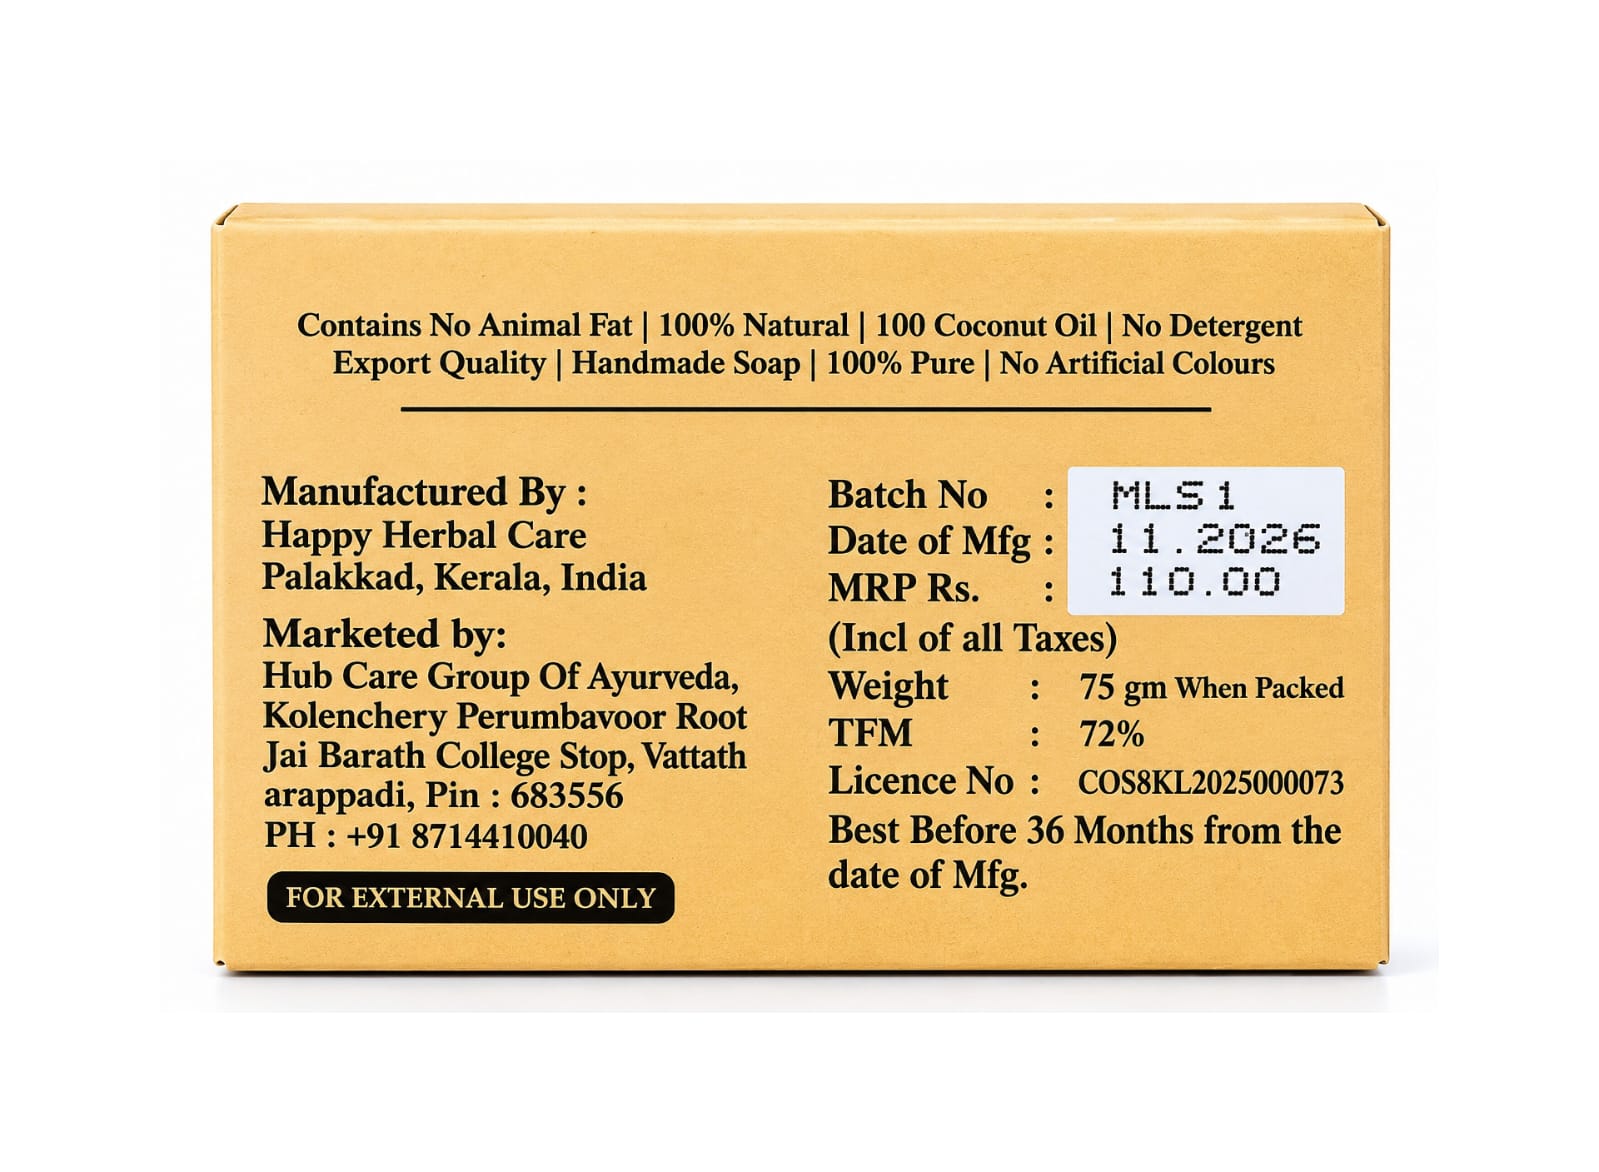 Contains No Animal Fat | 100% Natural | 100 Coconut Oil | No Detergent
Export Quality | Handmade Soap | 100% Pure | No Artificial Colours
Manufactured By :
Happy Herbal Care
Palakkad, Kerala, India
Marketed by:
Hub Care Group Of Ayurveda,
Kolenchery Perumbavoor Root
Jai Barath College Stop, Vattath
arappadi, Pin : 683556
PH : +91 8714410040
FOR EXTERNAL USE ONLY
Batch No : MLS1
Date of Mfg : 11.2026
MRP Rs. : 110.00
(Incl of all Taxes)
Weight : 75 gm When Packed
TFM : 72%
Licence No : COS8KL2025000073
Best Before 36 Months from the
date of Mfg.